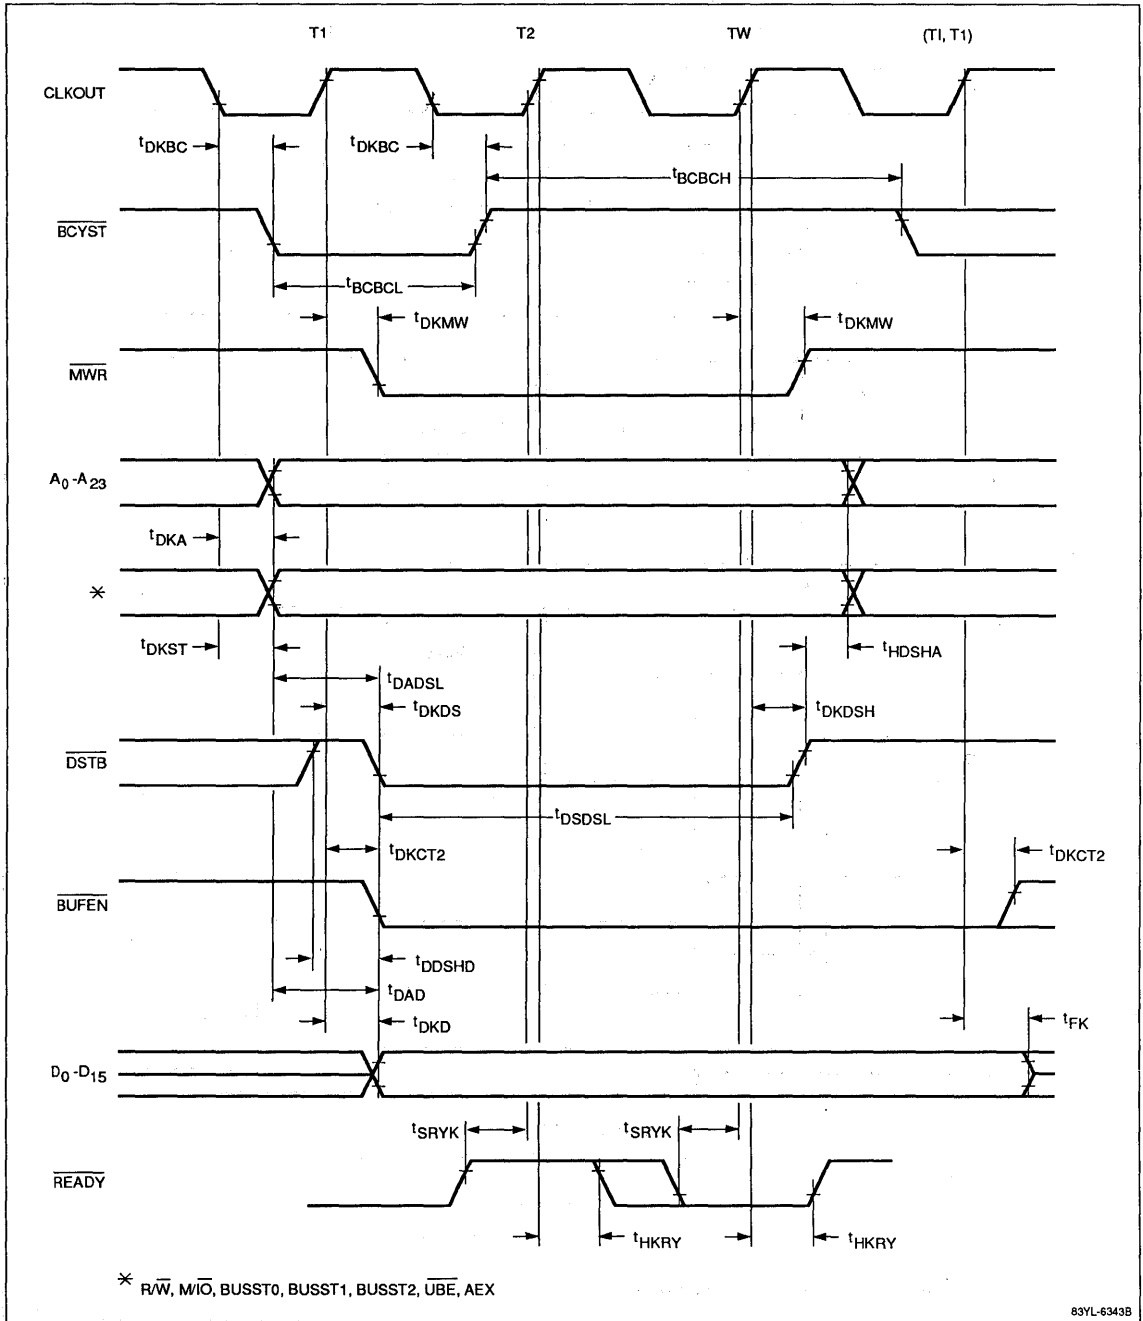 T1 T2 TW (TI, T1)
CLKOUT
tDKBC tDKBC
tBCBCH
BCYST
tBCBCL
tDKMW tDKMW
MWR
A0-A23
tDKA
*
tDKST tHDSHA
tDADSL
tDKDS tDKDSH
DSTB
tDSDSL
tDKCT2 tDKCT2
BUFEN
tDDSHD
tDAD
tDKD tFK
D0-D15
tSRYK tSRYK
READY
tHKRY tHKRY
* R/W, M/IO, BUSST0, BUSST1, BUSST2, UBE, AEX
83YL-6343B